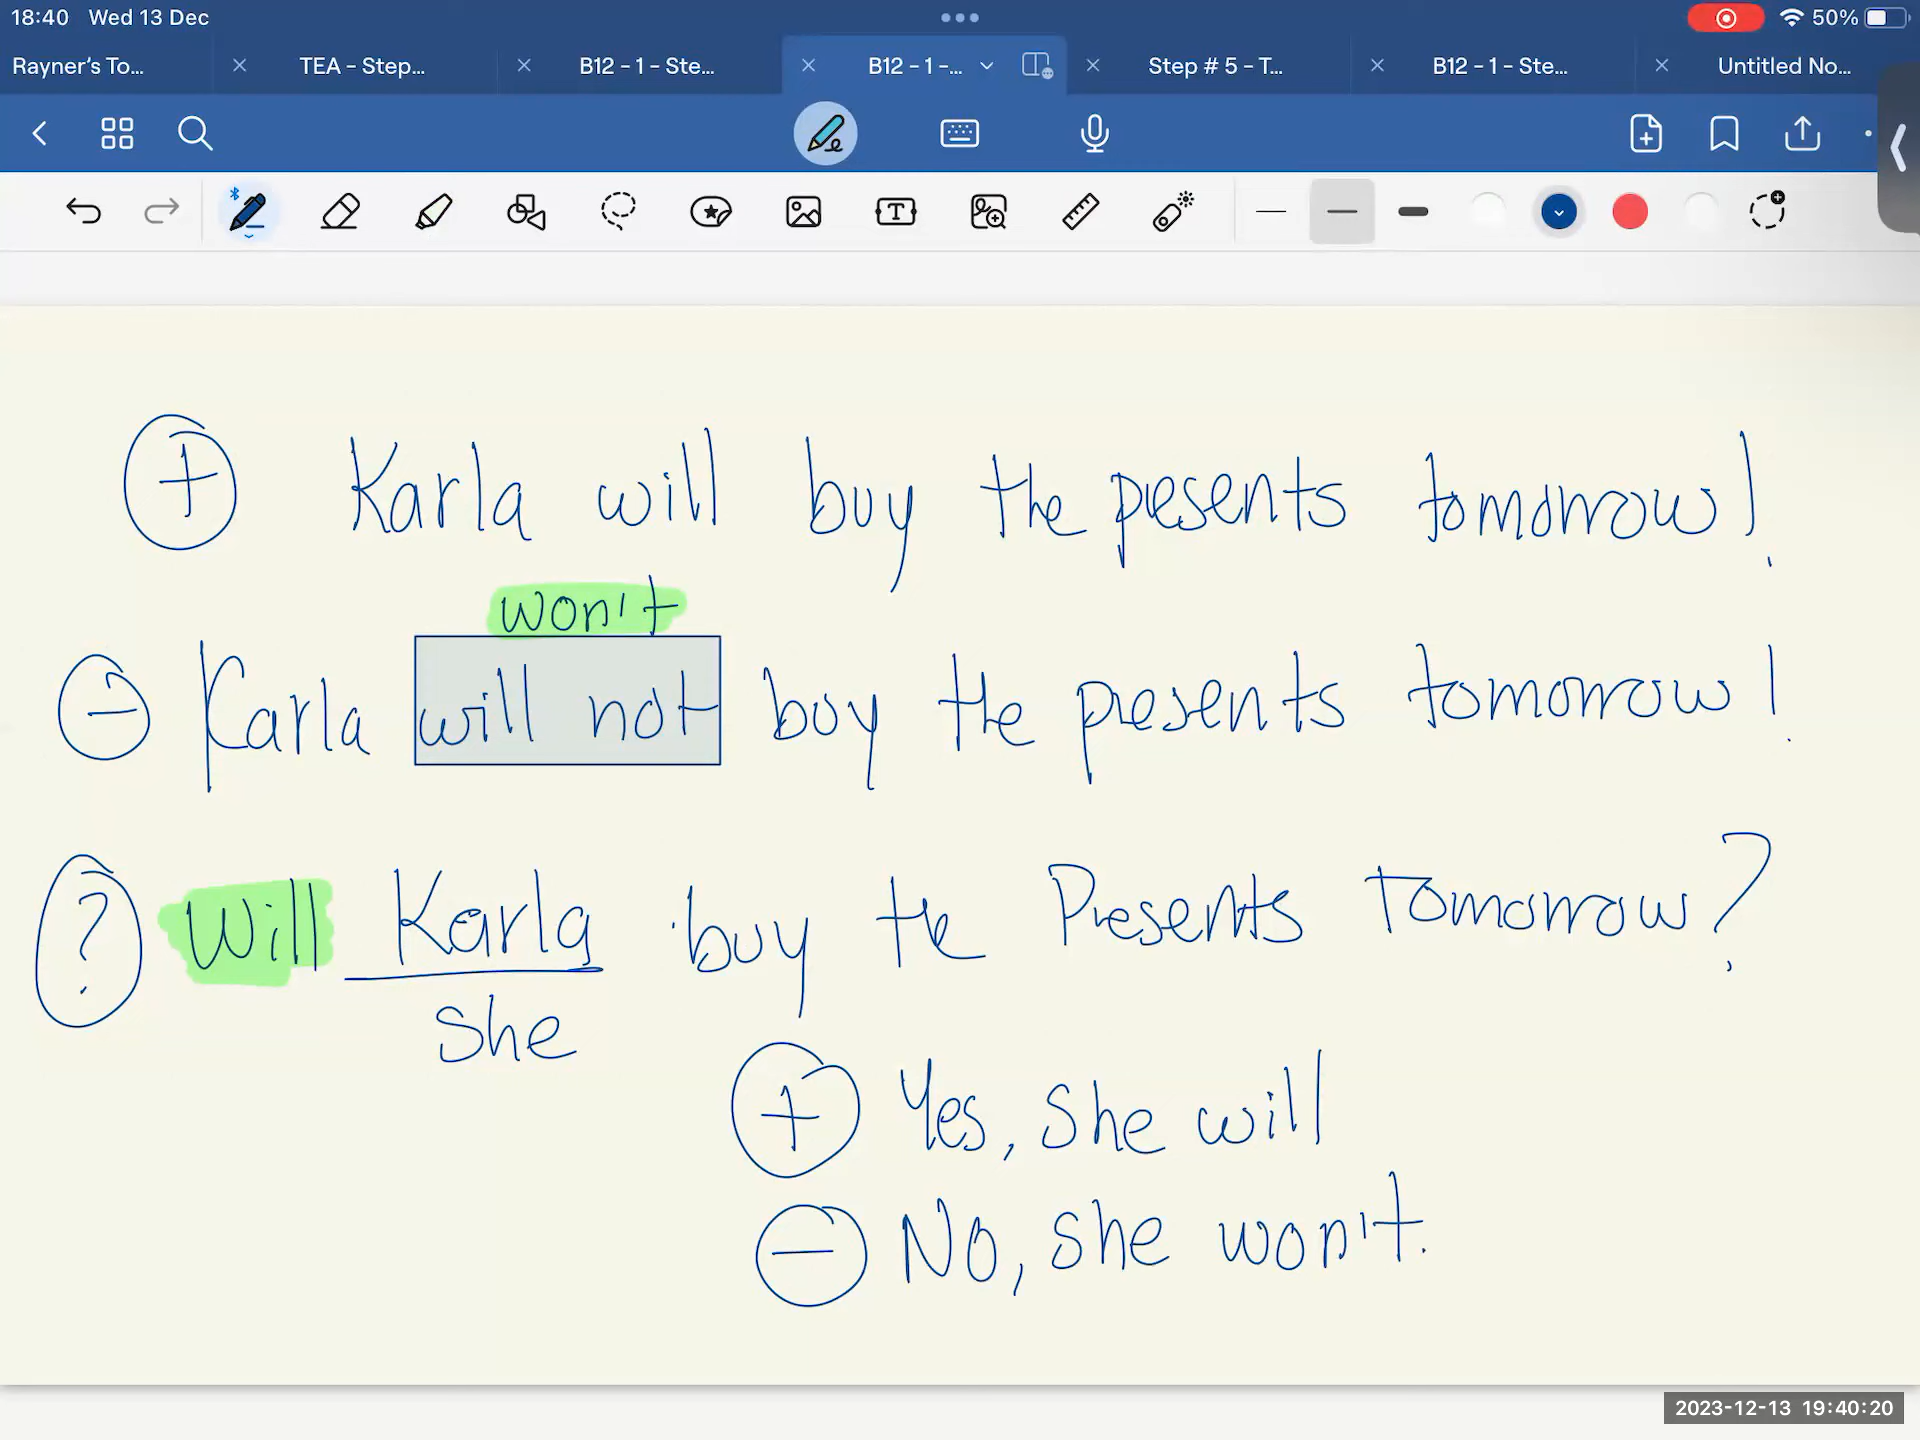 18:40 Wed 13 Dec 50%
Rayner's To... TEA - Step... B12 - 1 - Ste... B12 - 1 -... Step # 5 - T... B12 - 1 - Ste... Untitled No...
+ Karla will buy the presents tomorrow!
won't
- Karla will not buy the presents tomorrow!
? Will Karla buy the Presents Tomorrow?
She
+ Yes, She will
- No, she won't.
2023-12-13 19:40:20